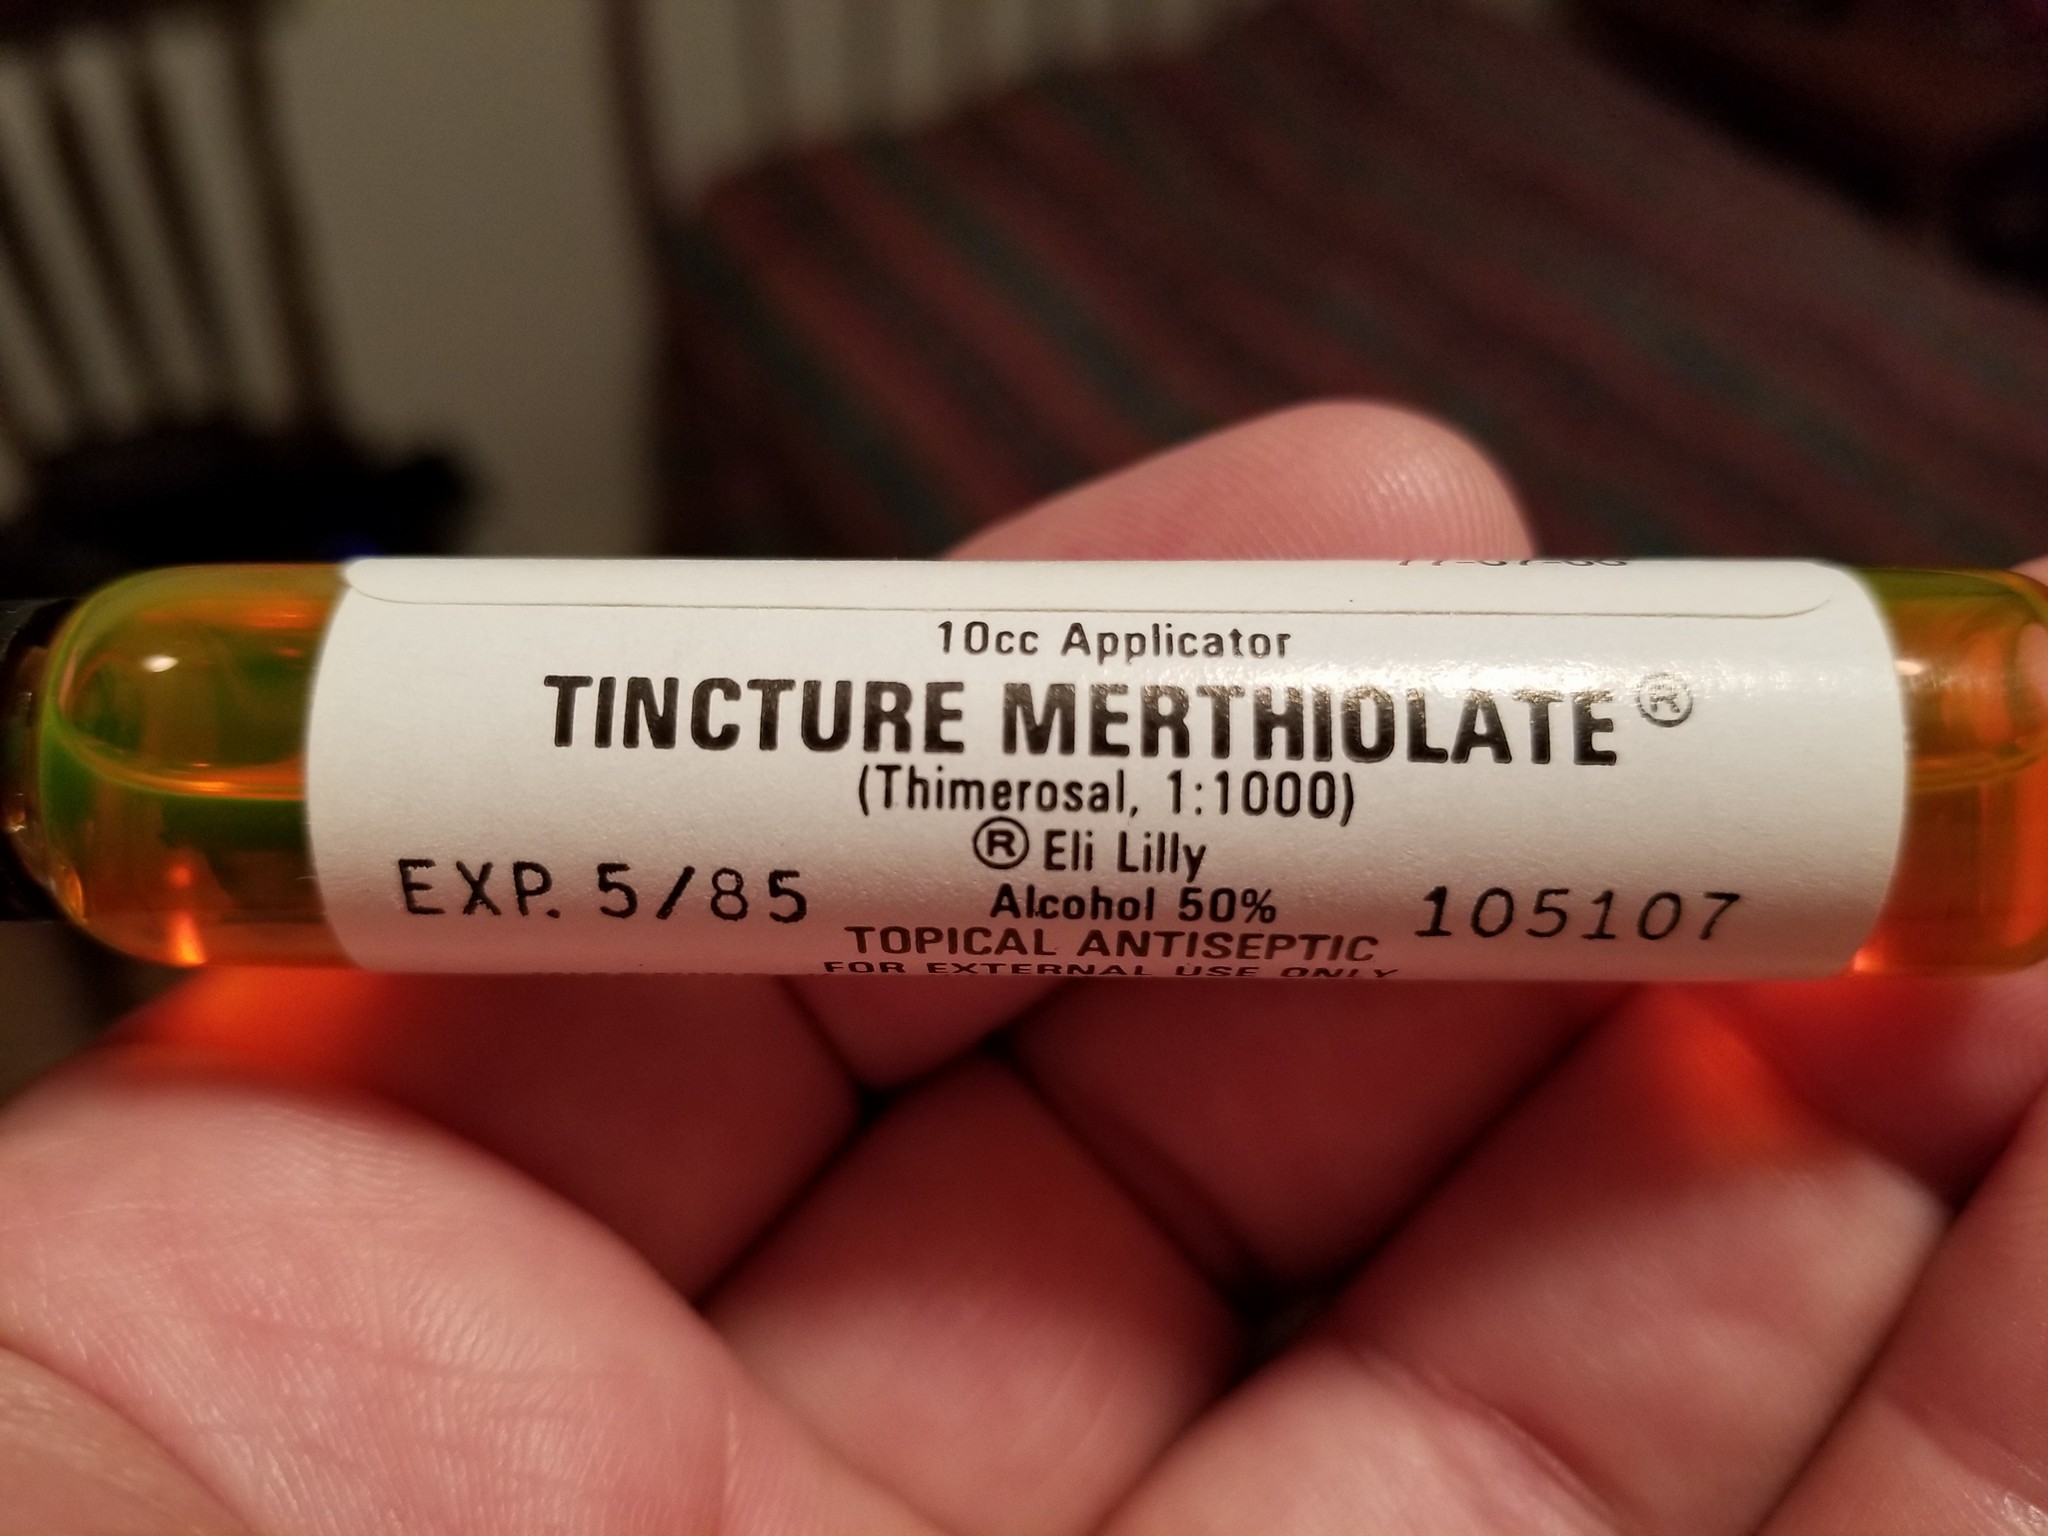 10cc Applicator
TINCTURE MERTHIOLATE®
(Thimerosal, 1:1000)
® Eli Lilly
EXP. 5/85
Alcohol 50%
105107
TOPICAL ANTISEPTIC
FOR EXTERNAL USE ONLY